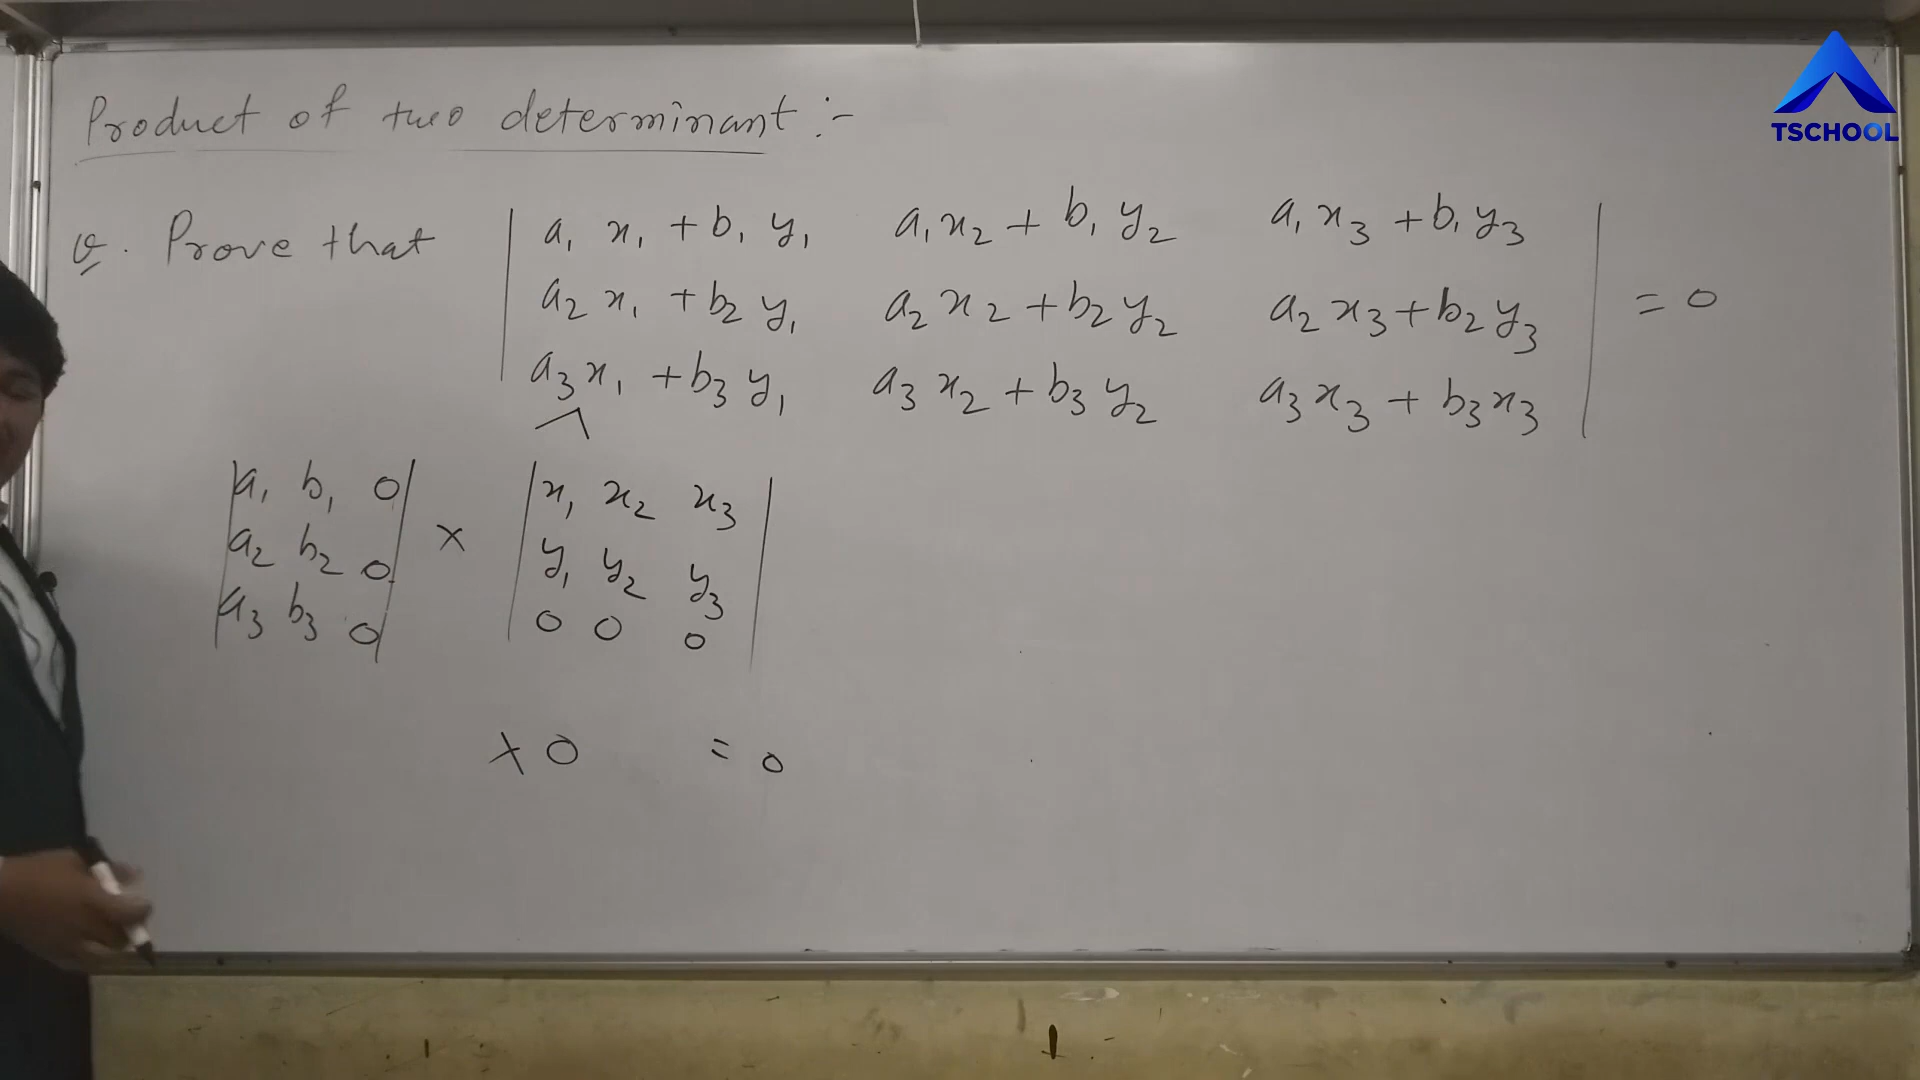 TSCHOOL
Product of two determinant :-
Q. Prove that | a₁ x₁ + b₁ y₁ a₁x₂ + b₁ y₂ a₁ x₃ + b₁ y₃ |
| a₂ x₁ + b₂ y₁ a₂ x₂ + b₂ y₂ a₂ x₃ + b₂ y₃ | = 0
| a₃ x₁ + b₃ y₁ a₃ x₂ + b₃ y₂ a₃ x₃ + b₃ x₃ |
| a₁ b₁ 0 | | x₁ x₂ x₃ |
| a₂ b₂ 0 | × | y₁ y₂ y₃ |
| a₃ b₃ 0 | | 0 0 0 |
× 0 = 0